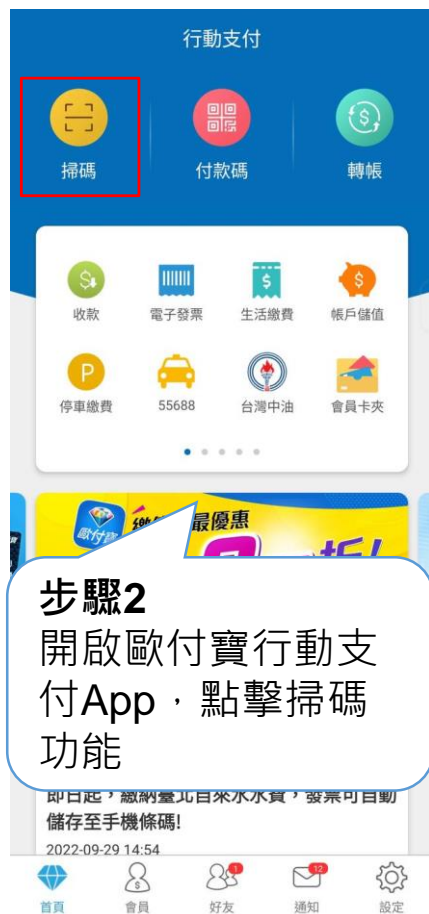 行動支付
掃碼
付款碼
轉帳
收款
電子發票
生活繳費
帳戶儲值
P
停車繳費
55688
台灣中油
會員卡夾
歐付寶
最優惠
折!
步驟2
開啟歐付寶行動支
付App，點擊掃碼
功能
即日起，繳納臺北自來水水費，發票可自動
儲存至手機條碼!
2022-09-29 14:54
1
12
首頁
會員
好友
通知
設定